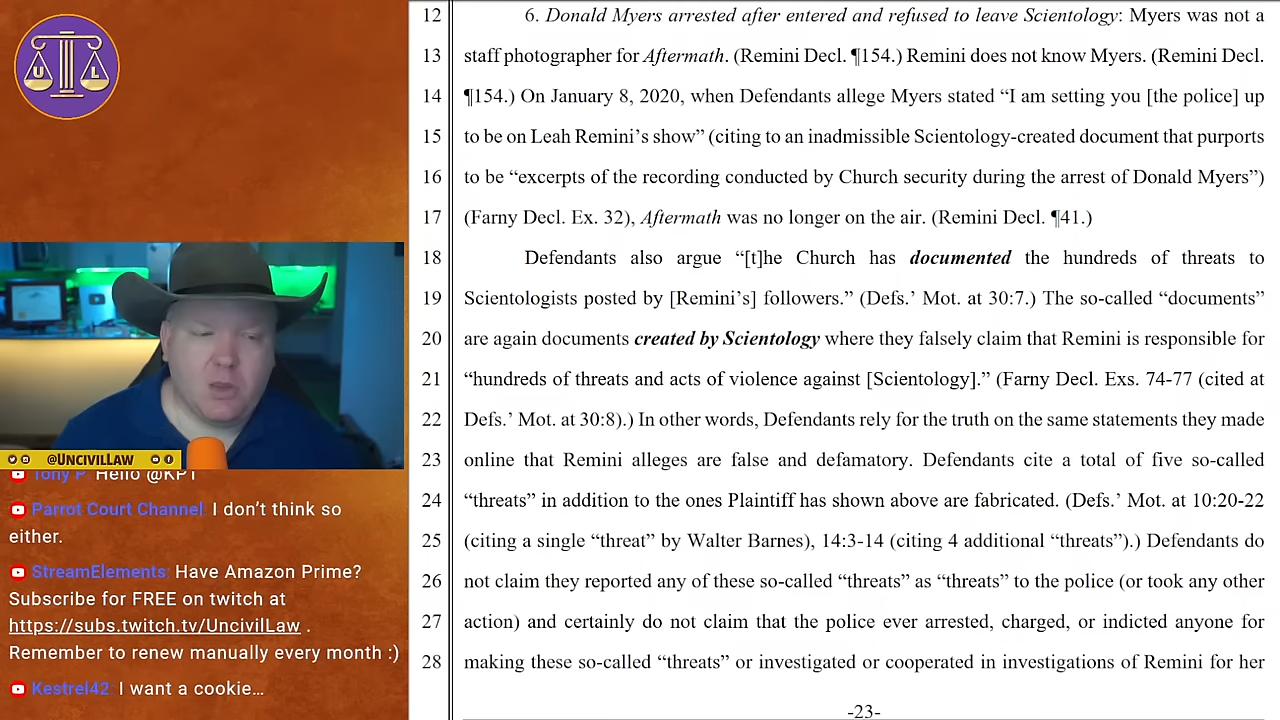 U L
@UNCIVILLAW
Tony P: Hello @KPT
Parrot Court Channel: I don’t think so
either.
StreamElements: Have Amazon Prime?
Subscribe for FREE on twitch at
https://subs.twitch.tv/UncivilLaw .
Remember to renew manually every month :)
Kestrel42: I want a cookie…
12 6. Donald Myers arrested after entered and refused to leave Scientology: Myers was not a
13 staff photographer for Aftermath. (Remini Decl. ¶154.) Remini does not know Myers. (Remini Decl.
14 ¶154.) On January 8, 2020, when Defendants allege Myers stated “I am setting you [the police] up
15 to be on Leah Remini’s show” (citing to an inadmissible Scientology-created document that purports
16 to be “excerpts of the recording conducted by Church security during the arrest of Donald Myers”)
17 (Farny Decl. Ex. 32), Aftermath was no longer on the air. (Remini Decl. ¶41.)
18 Defendants also argue “[t]he Church has documented the hundreds of threats to
19 Scientologists posted by [Remini’s] followers.” (Defs.’ Mot. at 30:7.) The so-called “documents”
20 are again documents created by Scientology where they falsely claim that Remini is responsible for
21 “hundreds of threats and acts of violence against [Scientology].” (Farny Decl. Exs. 74-77 (cited at
22 Defs.’ Mot. at 30:8).) In other words, Defendants rely for the truth on the same statements they made
23 online that Remini alleges are false and defamatory. Defendants cite a total of five so-called
24 “threats” in addition to the ones Plaintiff has shown above are fabricated. (Defs.’ Mot. at 10:20-22
25 (citing a single “threat” by Walter Barnes), 14:3-14 (citing 4 additional “threats”).) Defendants do
26 not claim they reported any of these so-called “threats” as “threats” to the police (or took any other
27 action) and certainly do not claim that the police ever arrested, charged, or indicted anyone for
28 making these so-called “threats” or investigated or cooperated in investigations of Remini for her
-23-